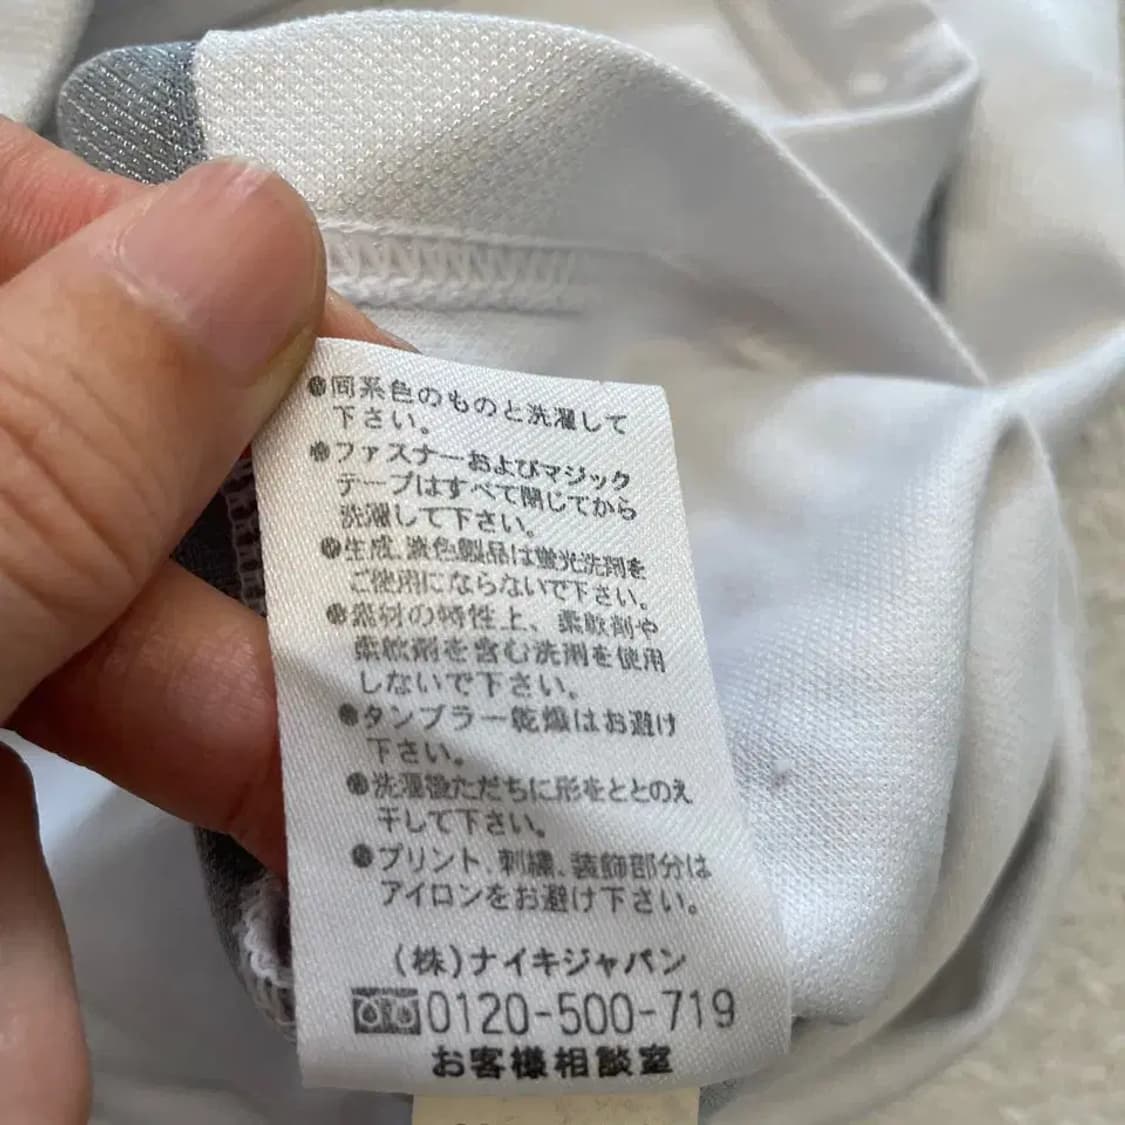 ●同系色のものと洗濯して
下さい。
●ファスナーおよびマジック
テープはすべて閉じてから
洗濯して下さい。
●生成、淡色製品は蛍光洗剤を
ご使用にならないで下さい。
●素材の特性上、柔軟剤や
柔軟剤を含む洗剤を使用
しないで下さい。
●タンブラー乾燥はお避け
下さい。
●洗濯後ただちに形をととのえ
干して下さい。
●プリント、刺繍、装飾部分は
アイロンをお避け下さい。
(株)ナイキジャパン
0120-500-719
お客様相談室